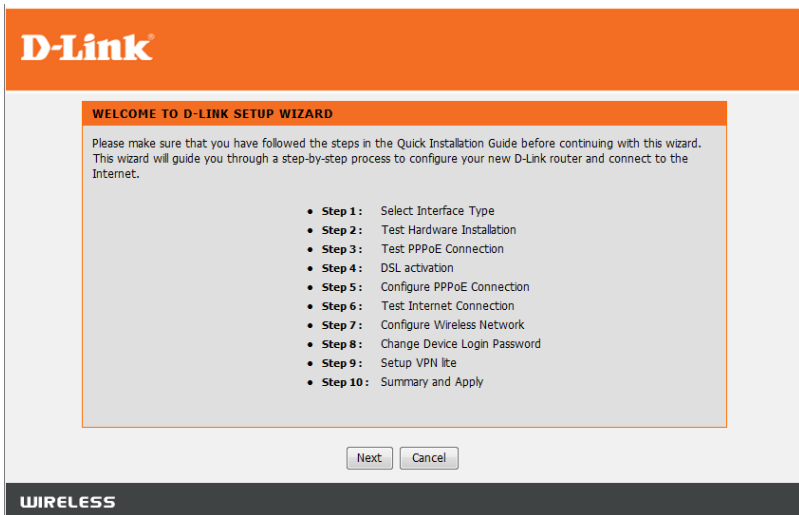 D-Link®
WELCOME TO D-LINK SETUP WIZARD
Please make sure that you have followed the steps in the Quick Installation Guide before continuing with this wizard.
This wizard will guide you through a step-by-step process to configure your new D-Link router and connect to the
Internet.
• Step 1: Select Interface Type
• Step 2: Test Hardware Installation
• Step 3: Test PPPoE Connection
• Step 4: DSL activation
• Step 5: Configure PPPoE Connection
• Step 6: Test Internet Connection
• Step 7: Configure Wireless Network
• Step 8: Change Device Login Password
• Step 9: Setup VPN lite
• Step 10: Summary and Apply
Next Cancel
WIRELESS